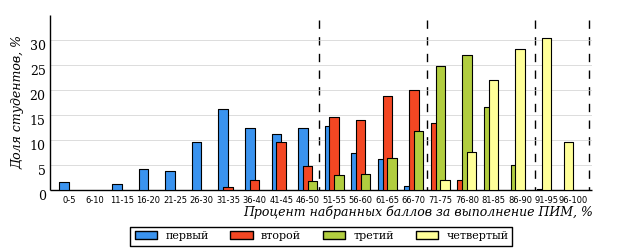 Доля студентов, %
30
25
20
15
10
5
0
0-5 6-10 11-15 16-20 21-25 26-30 31-35 36-40 41-45 46-50 51-55 56-60 61-65 66-70 71-75 76-80 81-85 86-90 91-95 96-100
Процент набранных баллов за выполнение ПИМ, %
первый второй третий четвертый